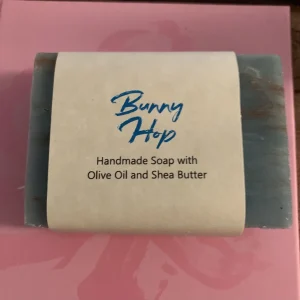 Bunny
Hop
Handmade Soap with
Olive Oil and Shea Butter